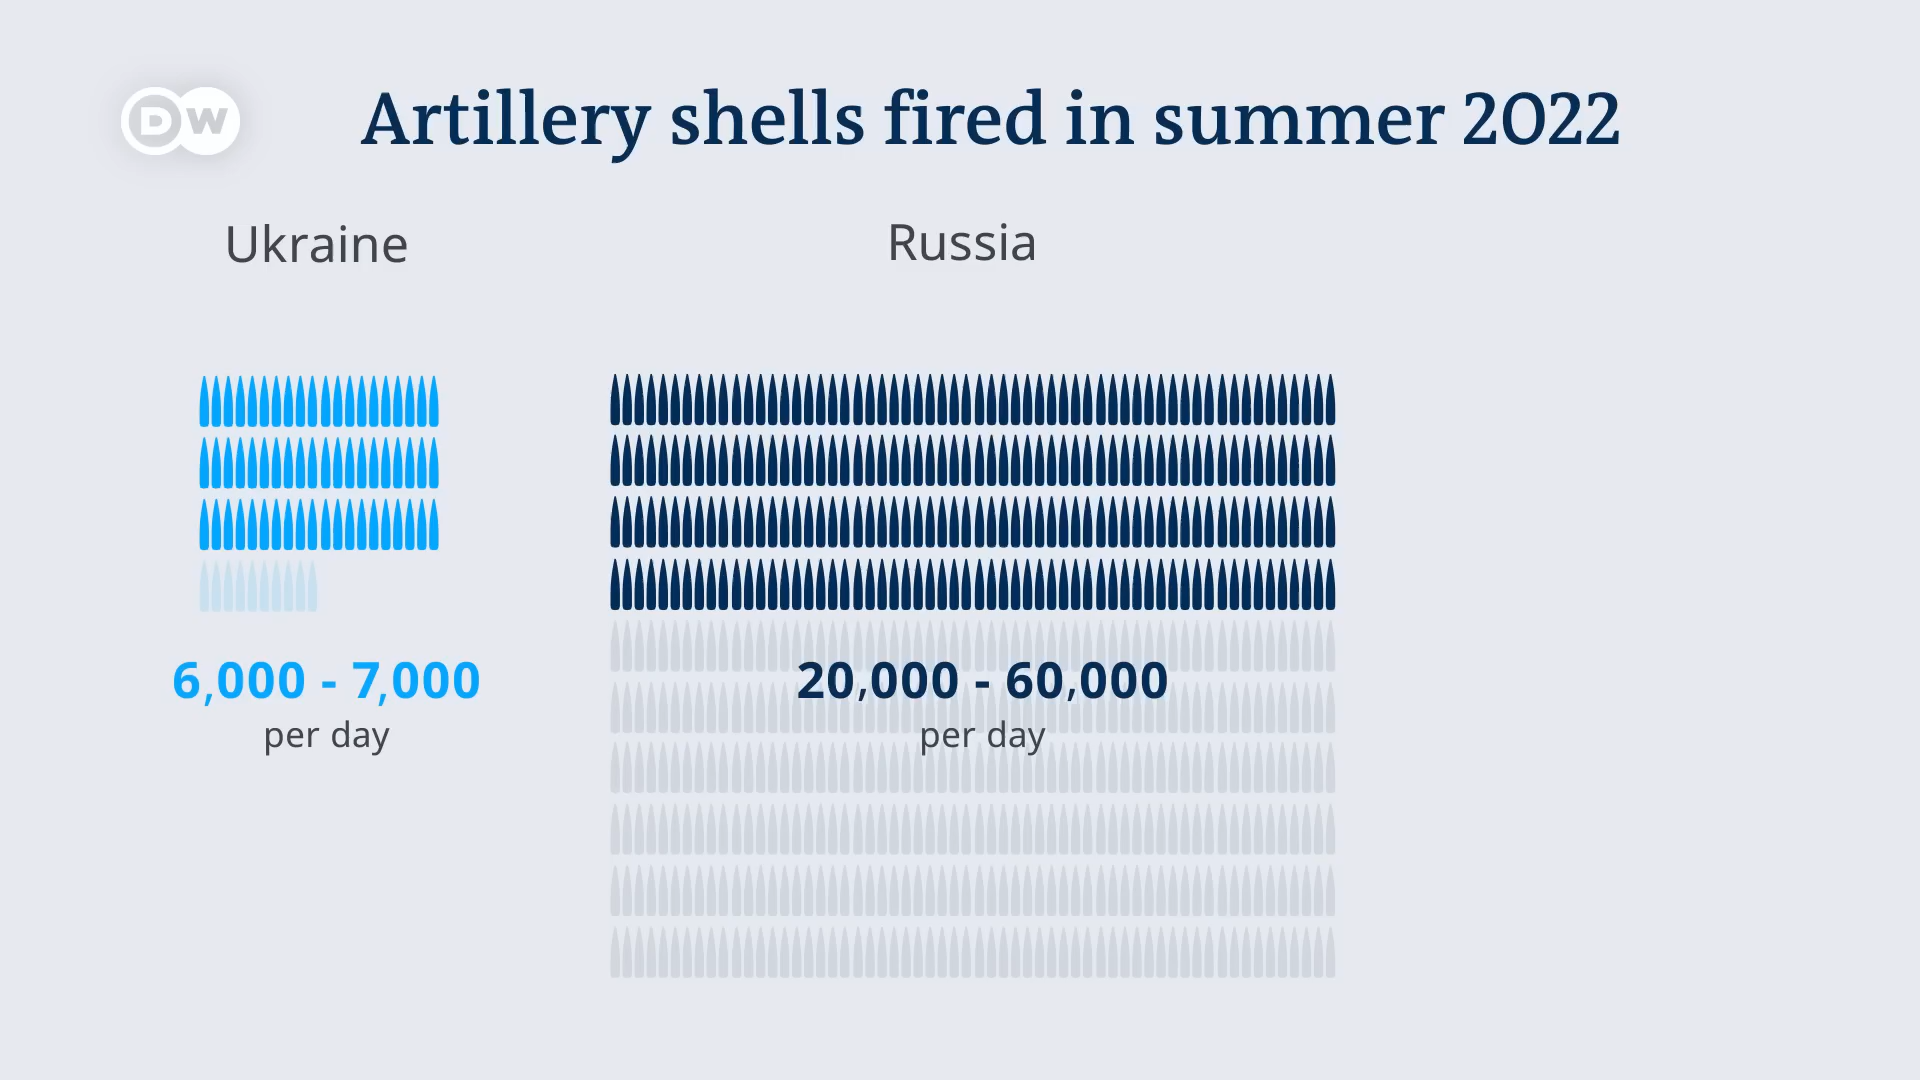 DW
Artillery shells fired in summer 2022
Ukraine
Russia
6,000 - 7,000
per day
20,000 - 60,000
per day